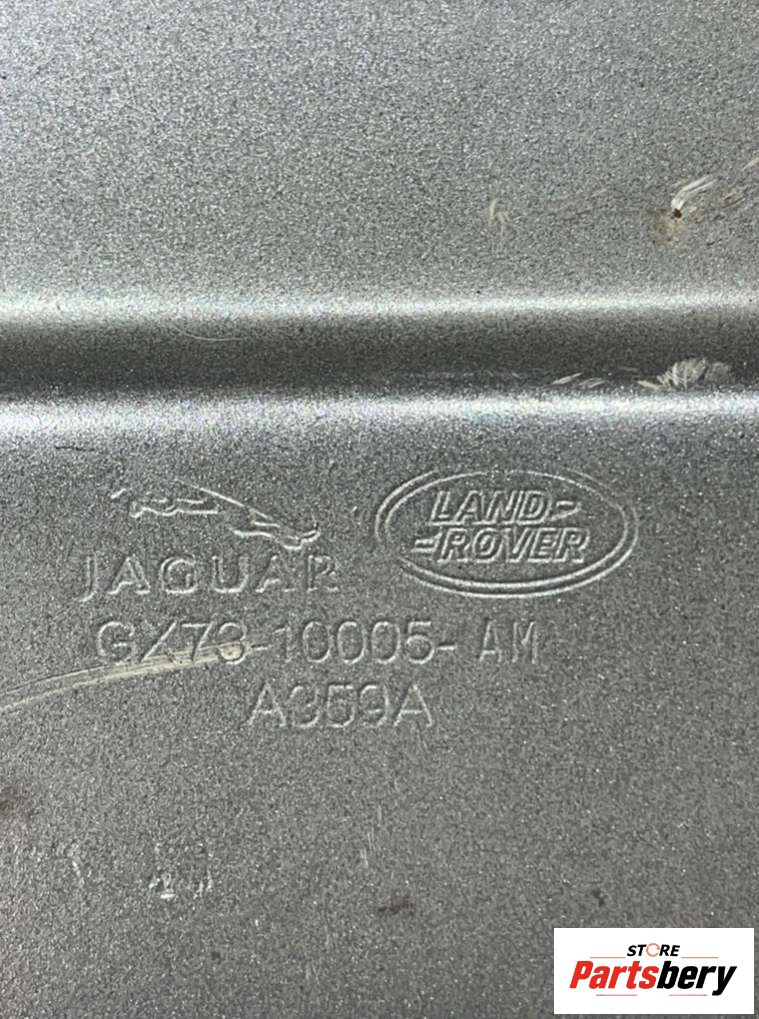 JAGUAR
LAND-
-ROVER
GX73-10005-AM
A359A
STORE
Partsbery